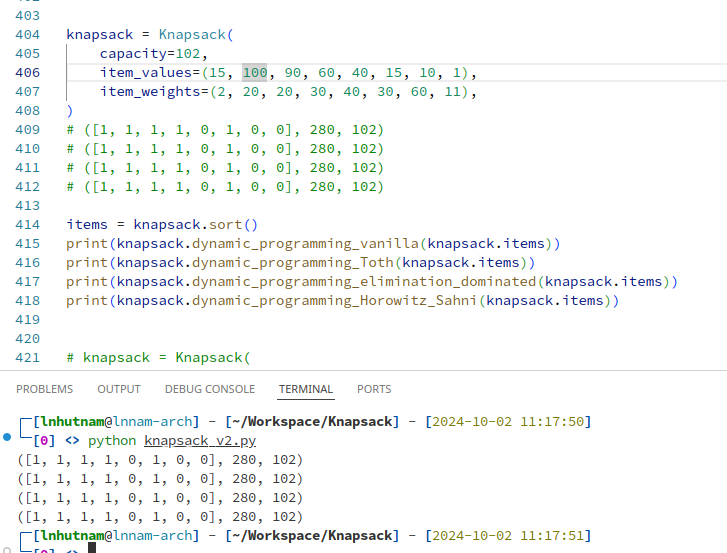 403
404 knapsack = Knapsack(
405     capacity=102,
406     item_values=(15, 100, 90, 60, 40, 15, 10, 1),
407     item_weights=(2, 20, 20, 30, 40, 30, 60, 11),
408 )
409 # ([1, 1, 1, 1, 0, 1, 0, 0], 280, 102)
410 # ([1, 1, 1, 1, 0, 1, 0, 0], 280, 102)
411 # ([1, 1, 1, 1, 0, 1, 0, 0], 280, 102)
412 # ([1, 1, 1, 1, 0, 1, 0, 0], 280, 102)
413
414 items = knapsack.sort()
415 print(knapsack.dynamic_programming_vanilla(knapsack.items))
416 print(knapsack.dynamic_programming_Toth(knapsack.items))
417 print(knapsack.dynamic_programming_elimination_dominated(knapsack.items))
418 print(knapsack.dynamic_programming_Horowitz_Sahni(knapsack.items))
419
420
421 # knapsack = Knapsack(
PROBLEMS OUTPUT DEBUG CONSOLE TERMINAL PORTS
┌─[lnhutnam@lnnam-arch] - [~/Workspace/Knapsack] - [2024-10-02 11:17:50]
└─[0] <> python knapsack_v2.py
([1, 1, 1, 1, 0, 1, 0, 0], 280, 102)
([1, 1, 1, 1, 0, 1, 0, 0], 280, 102)
([1, 1, 1, 1, 0, 1, 0, 0], 280, 102)
([1, 1, 1, 1, 0, 1, 0, 0], 280, 102)
┌─[lnhutnam@lnnam-arch] - [~/Workspace/Knapsack] - [2024-10-02 11:17:51]
└─[0] <>